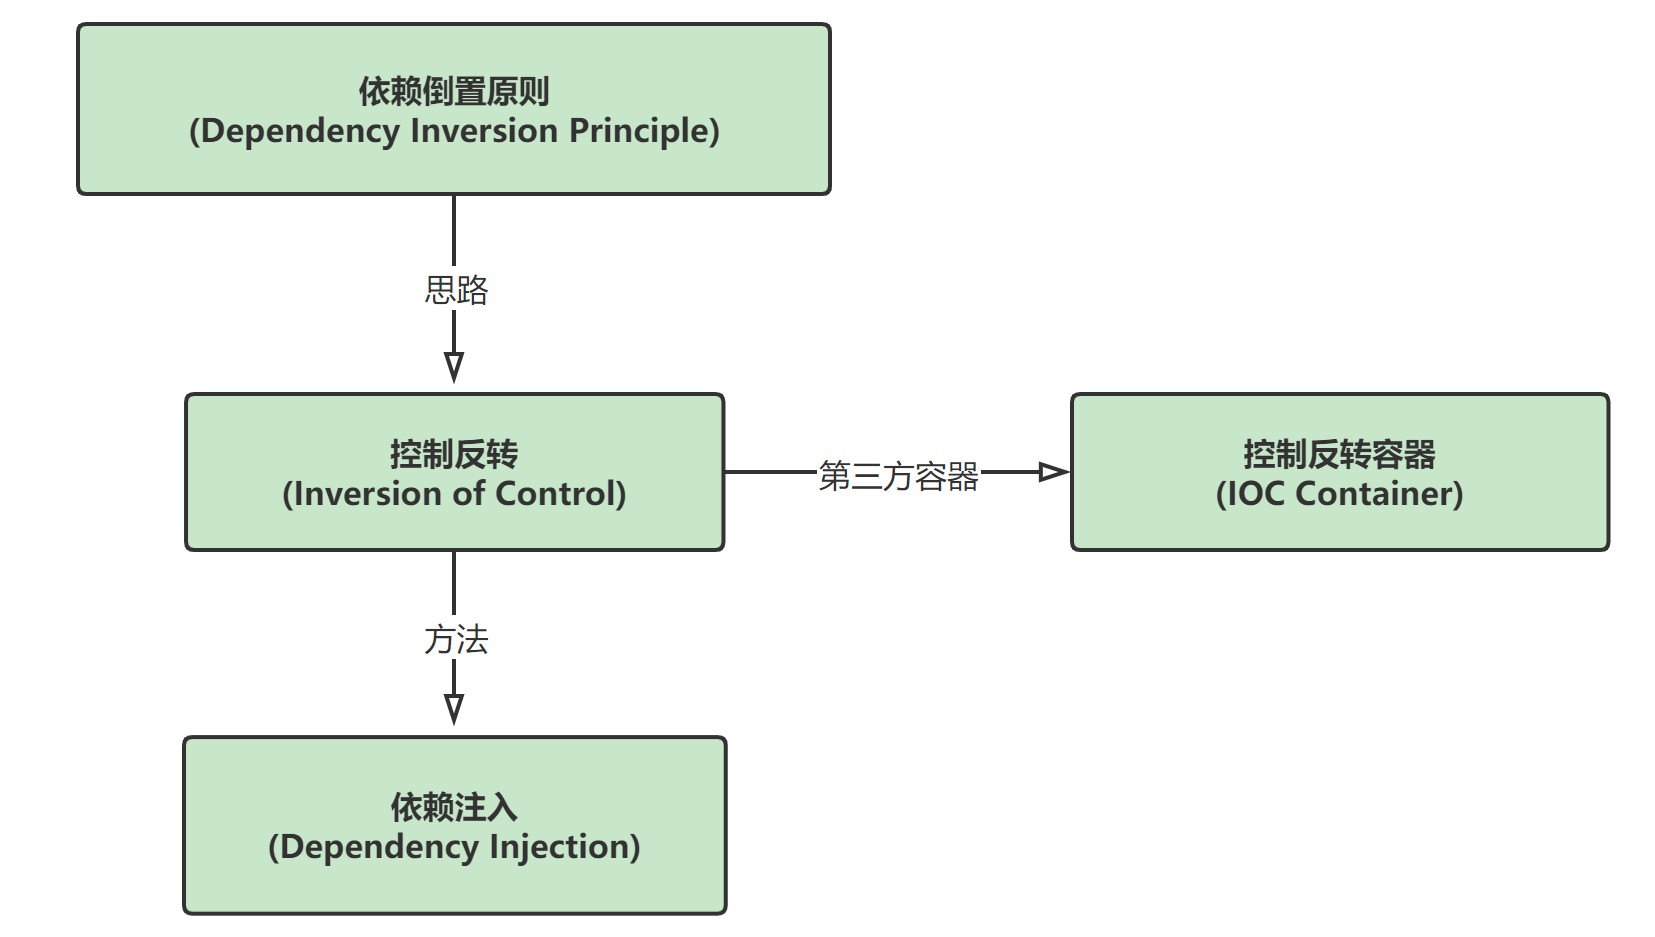 依赖倒置原则
(Dependency Inversion Principle)
思路
控制反转
(Inversion of Control)
第三方容器
控制反转容器
(IOC Container)
方法
依赖注入
(Dependency Injection)